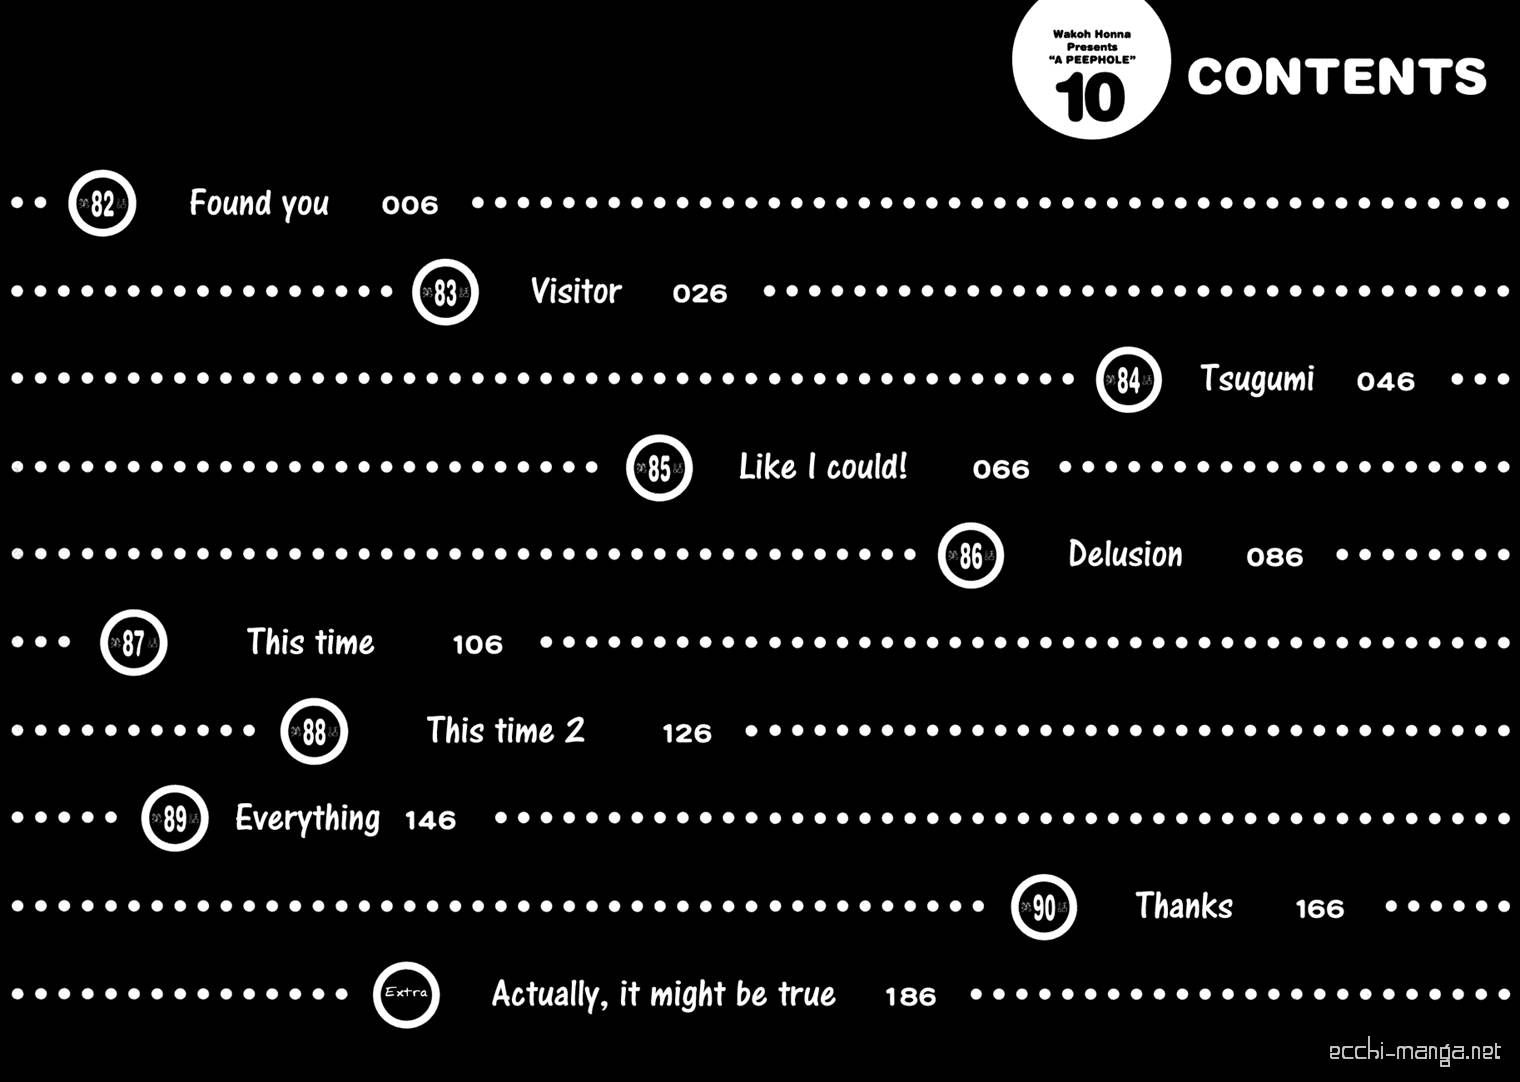 Wakoh Honna
Presents
"A PEEPHOLE"
10
CONTENTS
82 Found you 006
83 Visitor 026
84 Tsugumi 046
85 Like I could! 066
86 Delusion 086
87 This time 106
88 This time 2 126
89 Everything 146
90 Thanks 166
Extra Actually, it might be true 186
ecchi-manga.net